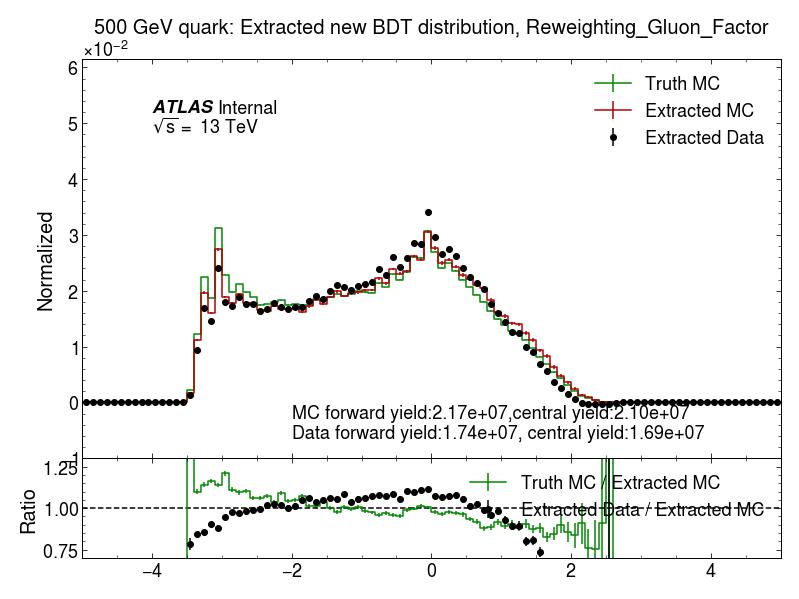 500 GeV quark: Extracted new BDT distribution, Reweighting_Gluon_Factor
×10⁻²
6
5
4
3
2
1
0
Normalized
ATLAS Internal
√s = 13 TeV
Truth MC
Extracted MC
Extracted Data
MC forward yield:2.17e+07,central yield:2.10e+07
Data forward yield:1.74e+07, central yield:1.69e+07
1.25
1.00
0.75
Ratio
Truth MC / Extracted MC
Extracted Data / Extracted MC
−4
−2
0
2
4